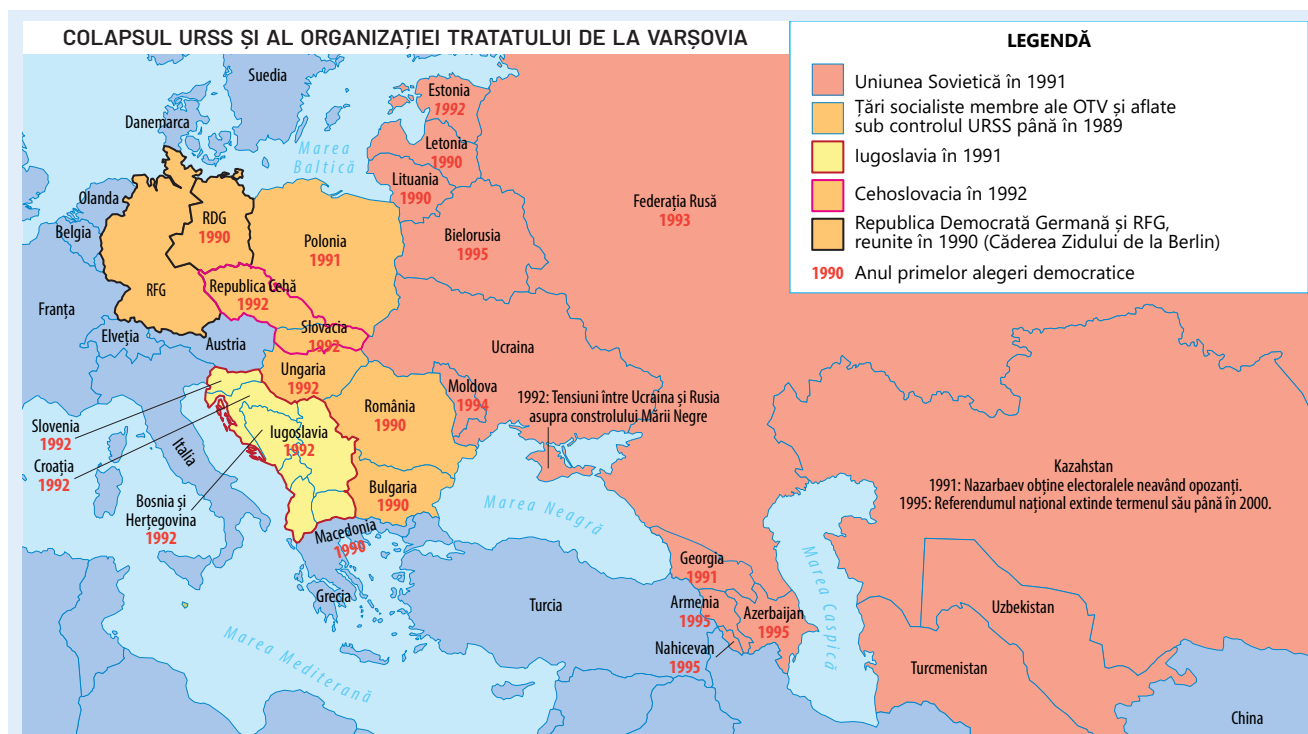 COLAPSUL URSS ȘI AL ORGANIZAȚIEI TRATATULUI DE LA VARȘOVIA
LEGENDĂ
Uniunea Sovietică în 1991
Țări socialiste membre ale OTV și aflate
sub controlul URSS până în 1989
Iugoslavia în 1991
Cehoslovacia în 1992
Republica Democrată Germană și RFG,
reunite în 1990 (Căderea Zidului de la Berlin)
1990 Anul primelor alegeri democratice
Suedia
Danemarca
Marea
Baltică
Estonia
1992
Letonia
1990
Lituania
1990
Federația Rusă
1993
Olanda
Belgia
RDG
1990
Polonia
1991
Bielorusia
1995
RFG
Republica Cehă
1992
Franța
Slovacia
1992
Elveția
Austria
Ucraina
Ungaria
1992
Moldova
1994
1992: Tensiuni între Ucraina și Rusia
asupra constrolului Mării Negre
România
1990
Slovenia
1992
Iugoslavia
1992
Croația
1992
Italia
Bosnia și
Herțegovina
1992
Bulgaria
1990
Macedonia
1990
Marea Neagră
Kazahstan
1991: Nazarbaev obține electoralele neavând opozanți.
1995: Referendumul național extinde termenul său până în 2000.
Grecia
Turcia
Georgia
1991
Armenia
1995
Azerbaijan
1995
Nahicevan
1995
Marea Caspică
Uzbekistan
Turcmenistan
Marea Mediterană
China